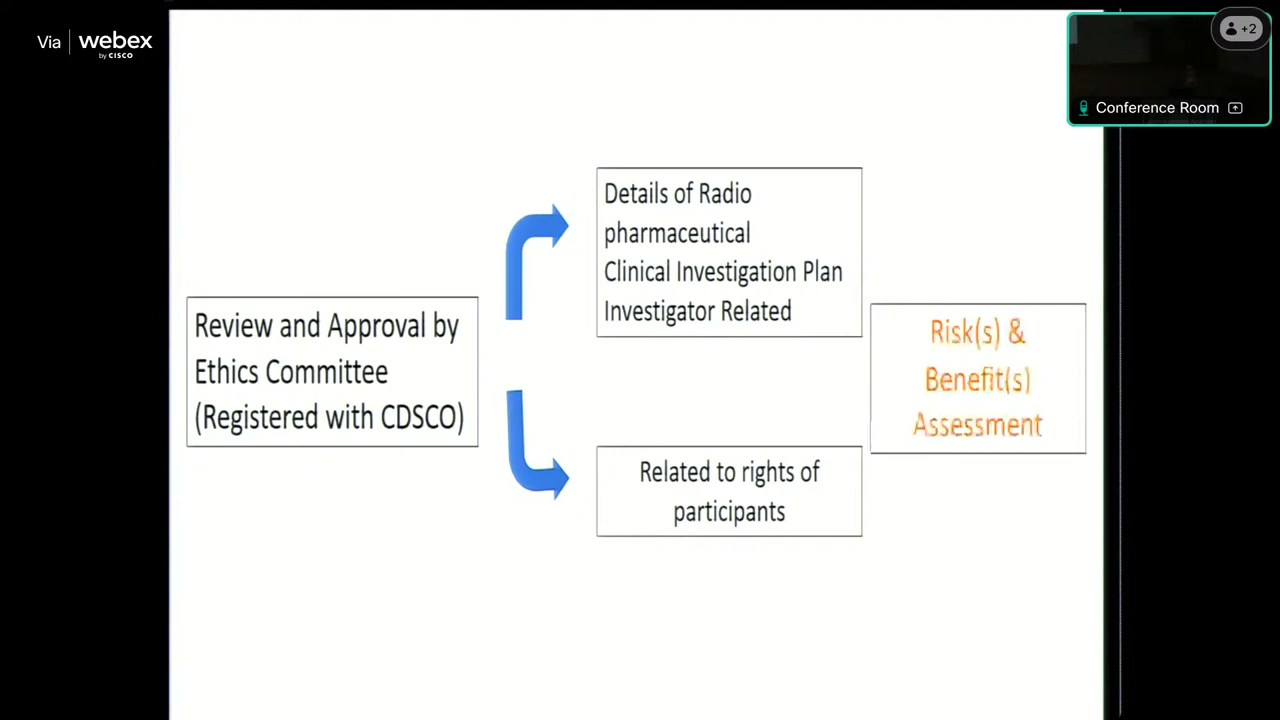 Via webex
by CISCO
+2
Conference Room
Details of Radio
pharmaceutical
Clinical Investigation Plan
Investigator Related
Review and Approval by
Ethics Committee
(Registered with CDSCO)
Risk(s) &
Benefit(s)
Assessment
Related to rights of
participants